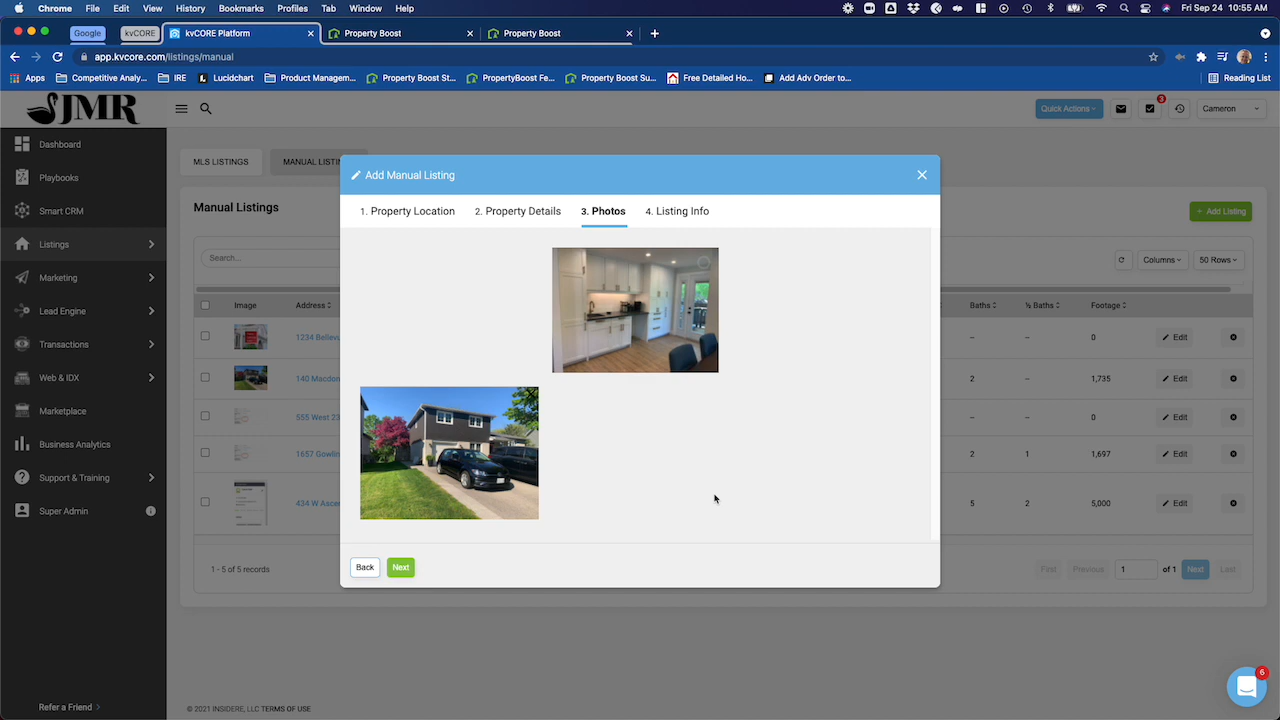 Chrome File Edit View History Bookmarks Profiles Tab Window Help
Fri Sep 24 10:55 AM
Google kvCORE kvCORE Platform Property Boost Property Boost
app.kvcore.com/listings/manual
Apps Competitive Analy... IRE Lucidchart Product Managem... Property Boost St... PropertyBoost Fe... Property Boost Su... Free Detailed Ho... Add Adv Order to... Reading List
JMR
Quick Actions
3
Cameron
Dashboard
Playbooks
Smart CRM
Listings
Marketing
Lead Engine
Transactions
Web & IDX
Marketplace
Business Analytics
Support & Training
Super Admin
Refer a Friend
MLS LISTINGS MANUAL LISTIN
Manual Listings
+ Add Listing
Search...
Columns 50 Rows
Image Address Baths ½ Baths Footage
1234 Bellev – – 0 Edit
140 Macdon 2 – 1,735 Edit
555 West 23 – – 0 Edit
1657 Gowlin 2 1 1,697 Edit
434 W Asce 5 2 5,000 Edit
1 - 5 of 5 records
First Previous 1 of 1 Next Last
Add Manual Listing
1. Property Location 2. Property Details 3. Photos 4. Listing Info
Back Next
© 2021 INSIDERE, LLC TERMS OF USE
6